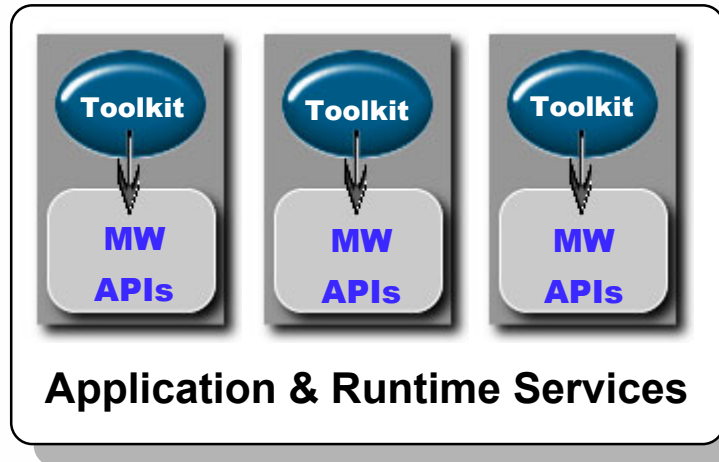 Toolkit Toolkit Toolkit
MW MW MW
APIs APIs APIs
Application & Runtime Services